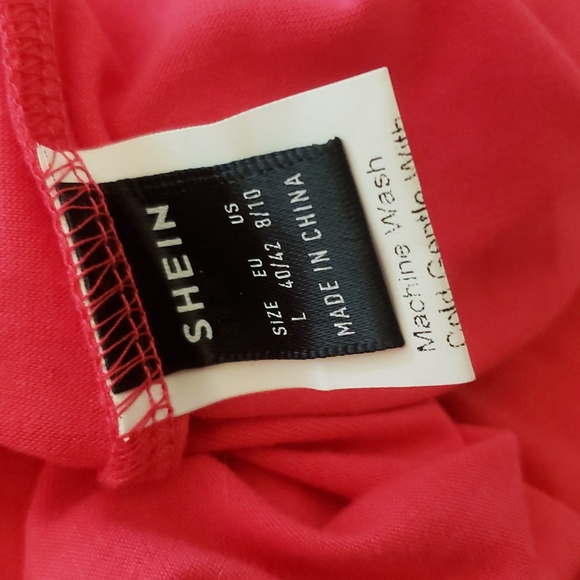 SHEIN
SIZE EU US
L 40/42 8/10
MADE IN CHINA
Machine Wash
Cold Gentle With